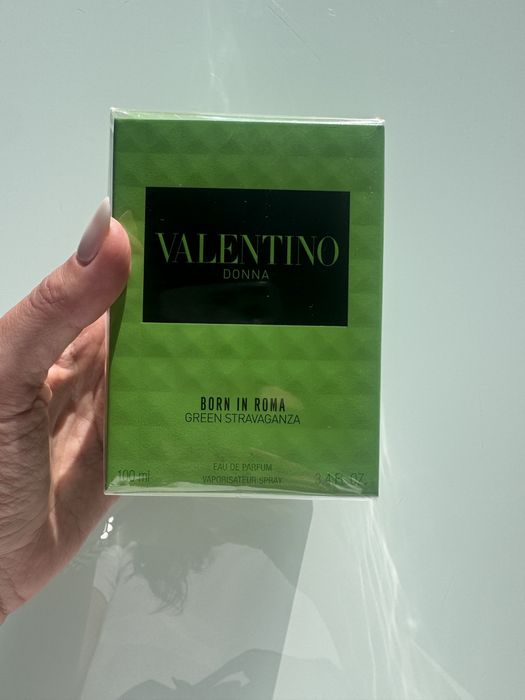 VALENTINO
DONNA
BORN IN ROMA
GREEN STRAVAGANZA
EAU DE PARFUM
100 ml VAPORISATEUR SPRAY 3.4 FL. OZ.